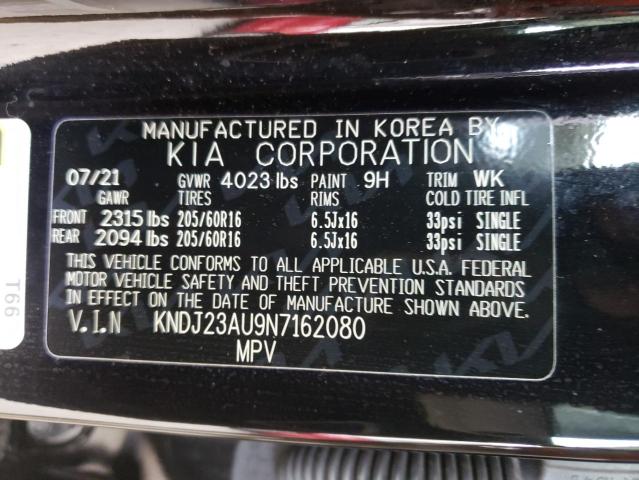 MANUFACTURED IN KOREA BY
KIA CORPORATION
07/21 GVWR 4023 lbs PAINT 9H TRIM WK
GAWR TIRES RIMS COLD TIRE INFL
FRONT 2315 lbs 205/60R16 6.5Jx16 33psi SINGLE
REAR 2094 lbs 205/60R16 6.5Jx16 33psi SINGLE
THIS VEHICLE CONFORMS TO ALL APPLICABLE U.S.A. FEDERAL
MOTOR VEHICLE SAFETY AND THEFT PREVENTION STANDARDS
IN EFFECT ON THE DATE OF MANUFACTURE SHOWN ABOVE.
V.I.N KNDJ23AU9N7162080
MPV
T66